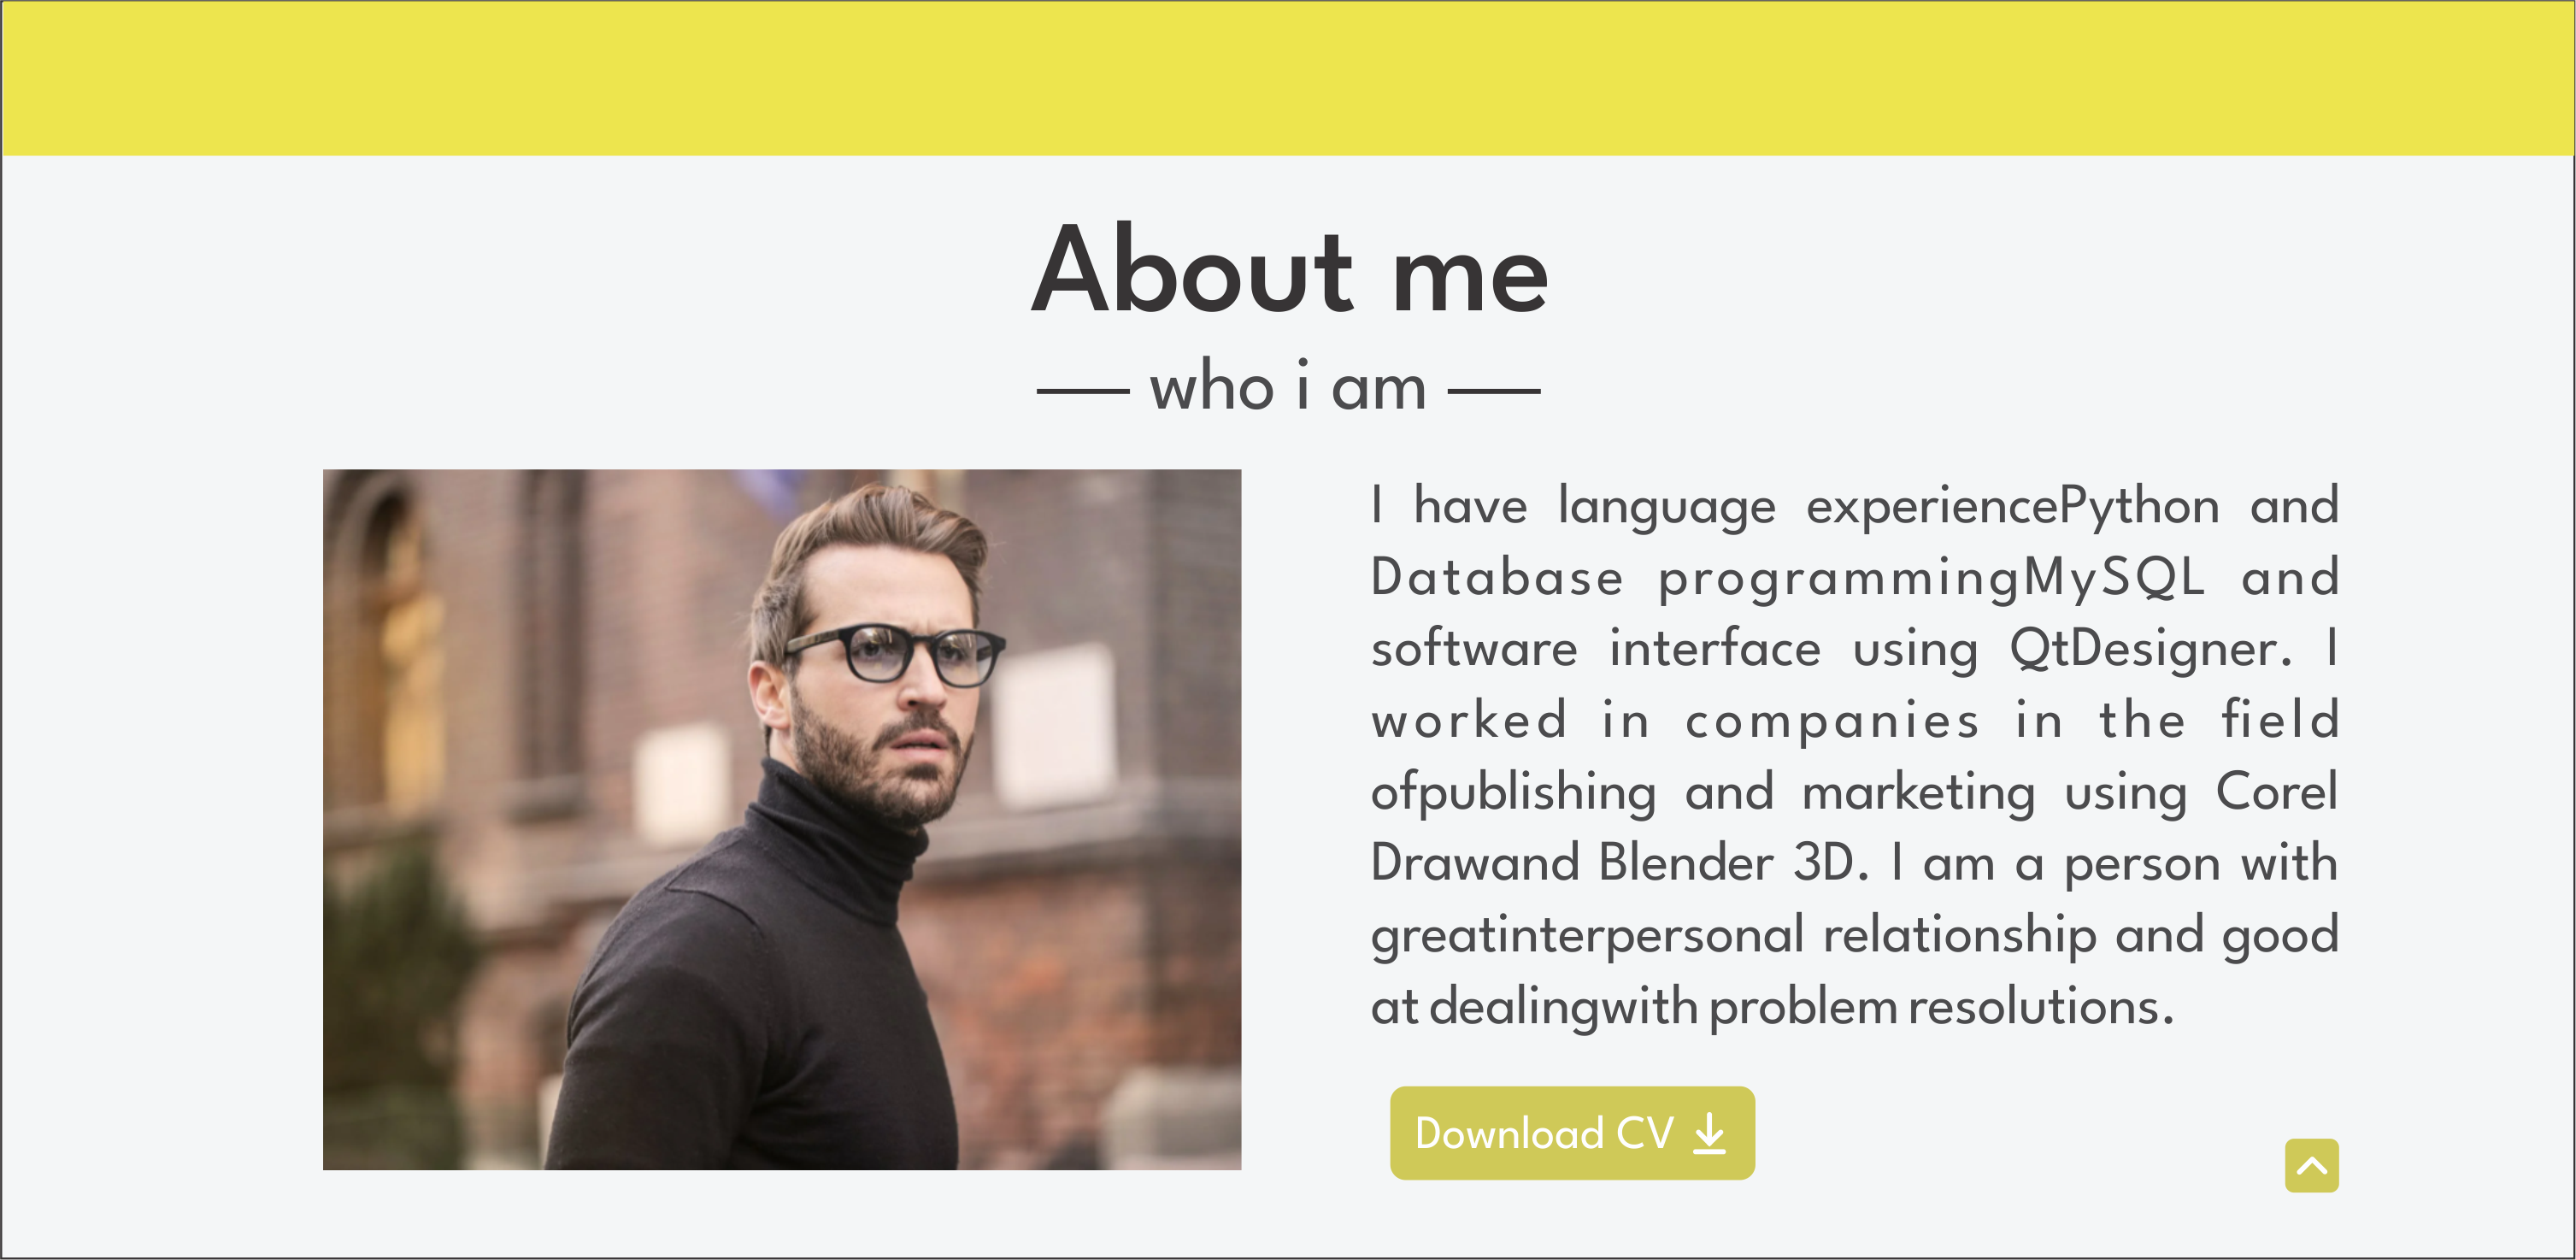 About me
who i am
I have language experiencePython and
Database programmingMySQL and
software interface using QtDesigner. I
worked in companies in the field
ofpublishing and marketing using Corel
Drawand Blender 3D. I am a person with
greatinterpersonal relationship and good
at dealingwith problem resolutions.
Download CV